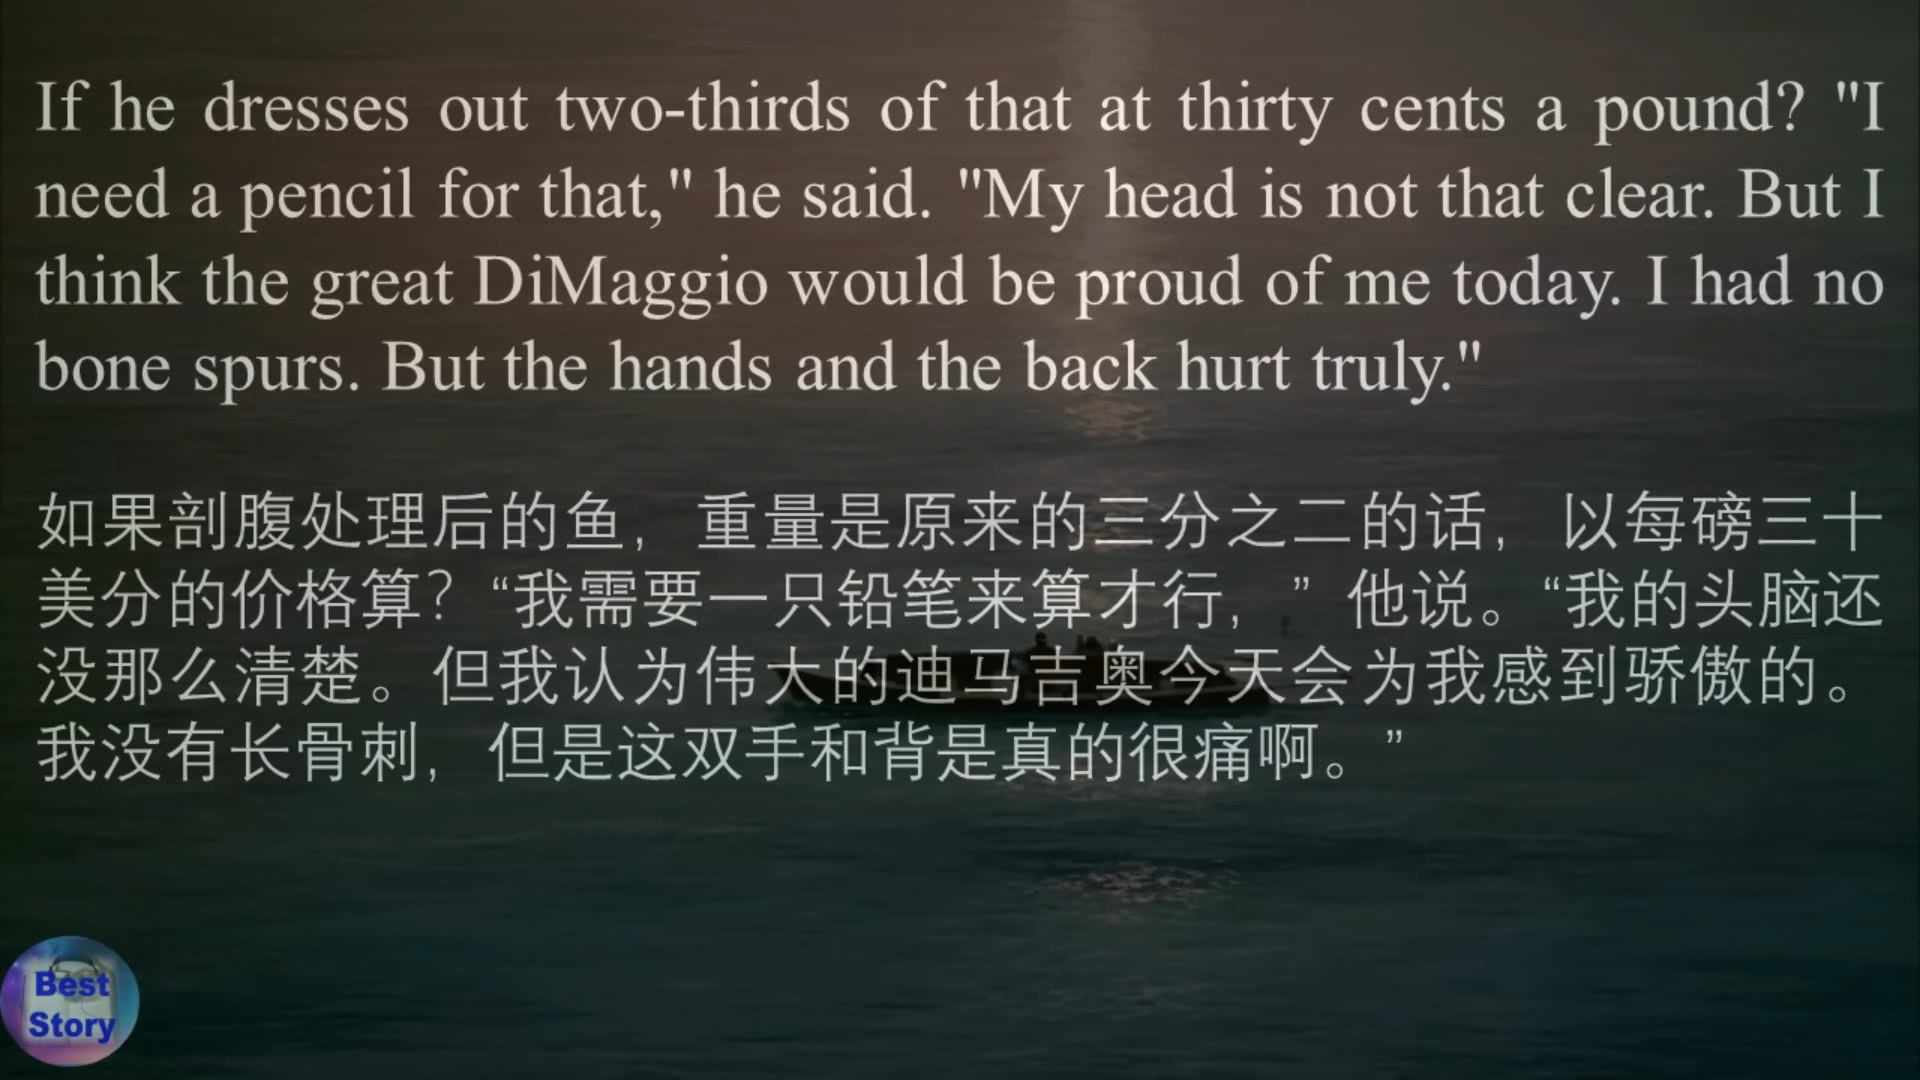 If he dresses out two-thirds of that at thirty cents a pound? "I
need a pencil for that," he said. "My head is not that clear. But I
think the great DiMaggio would be proud of me today. I had no
bone spurs. But the hands and the back hurt truly."
如果剖腹处理后的鱼，重量是原来的三分之二的话，以每磅三十
美分的价格算？“我需要一只铅笔来算才行，”他说。“我的头脑还
没那么清楚。但我认为伟大的迪马吉奥今天会为我感到骄傲的。
我没有长骨刺，但是这双手和背是真的很痛啊。”
Best
Story